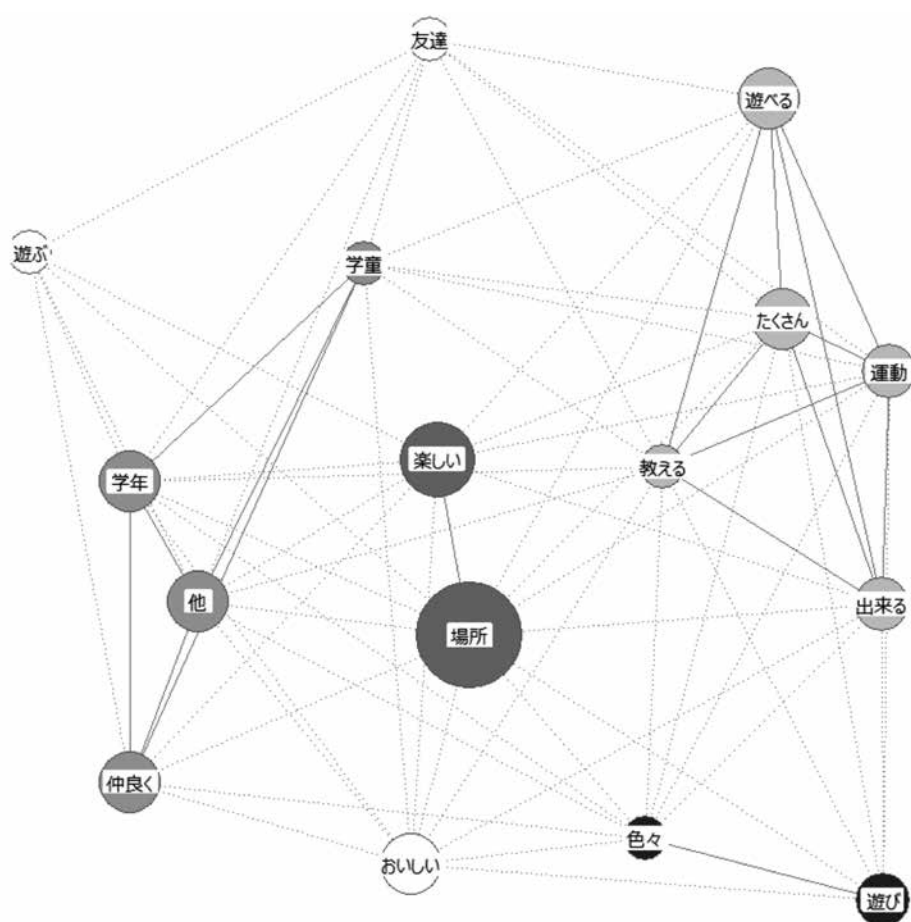 友達
遊べる
遊ぶ
学童
たくさん
運動
楽しい
教える
学年
他
出来る
場所
仲良く
色々
おいしい
遊び